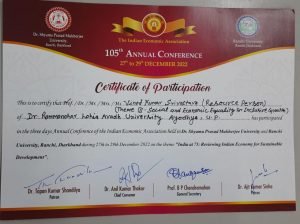 Dr. Shyama Prasad Mukherjee
University,
Ranchi, Jharkhand
The Indian Economic Association
Ranchi University,
Ranchi Jharkhand
105th ANNUAL CONFERENCE
27th to 29th DECEMBER 2022
Certificate of Participation
This is certify that Prof. / Dr. / Mr. / Mrs. / Ms. Vinod Kumar Srivastava (Resource Person)
(Theme 8- Social and Economic Equality for Inclusive Growth)
Dr. Rammanohar Lohia Avadh University Ayodhya U.P. has participated in
the three days Annual Conference of the Indian Economic Association held at Dr. Shyama Prasad Mukherjee University and Ranchi
University, Ranchi, Jharkhand during 27th to 29th December 2022 on the theme "India at 75: Reviewing Indian Economy for
Sustainable Development".
Dr Tapan Kumar Shandilya
Patron
Dr. Anil Kumar Thakur
Chief Convener
Prof. B P Chandramohan
General Secretary
Dr. Ajit Kumar Sinha
Patron